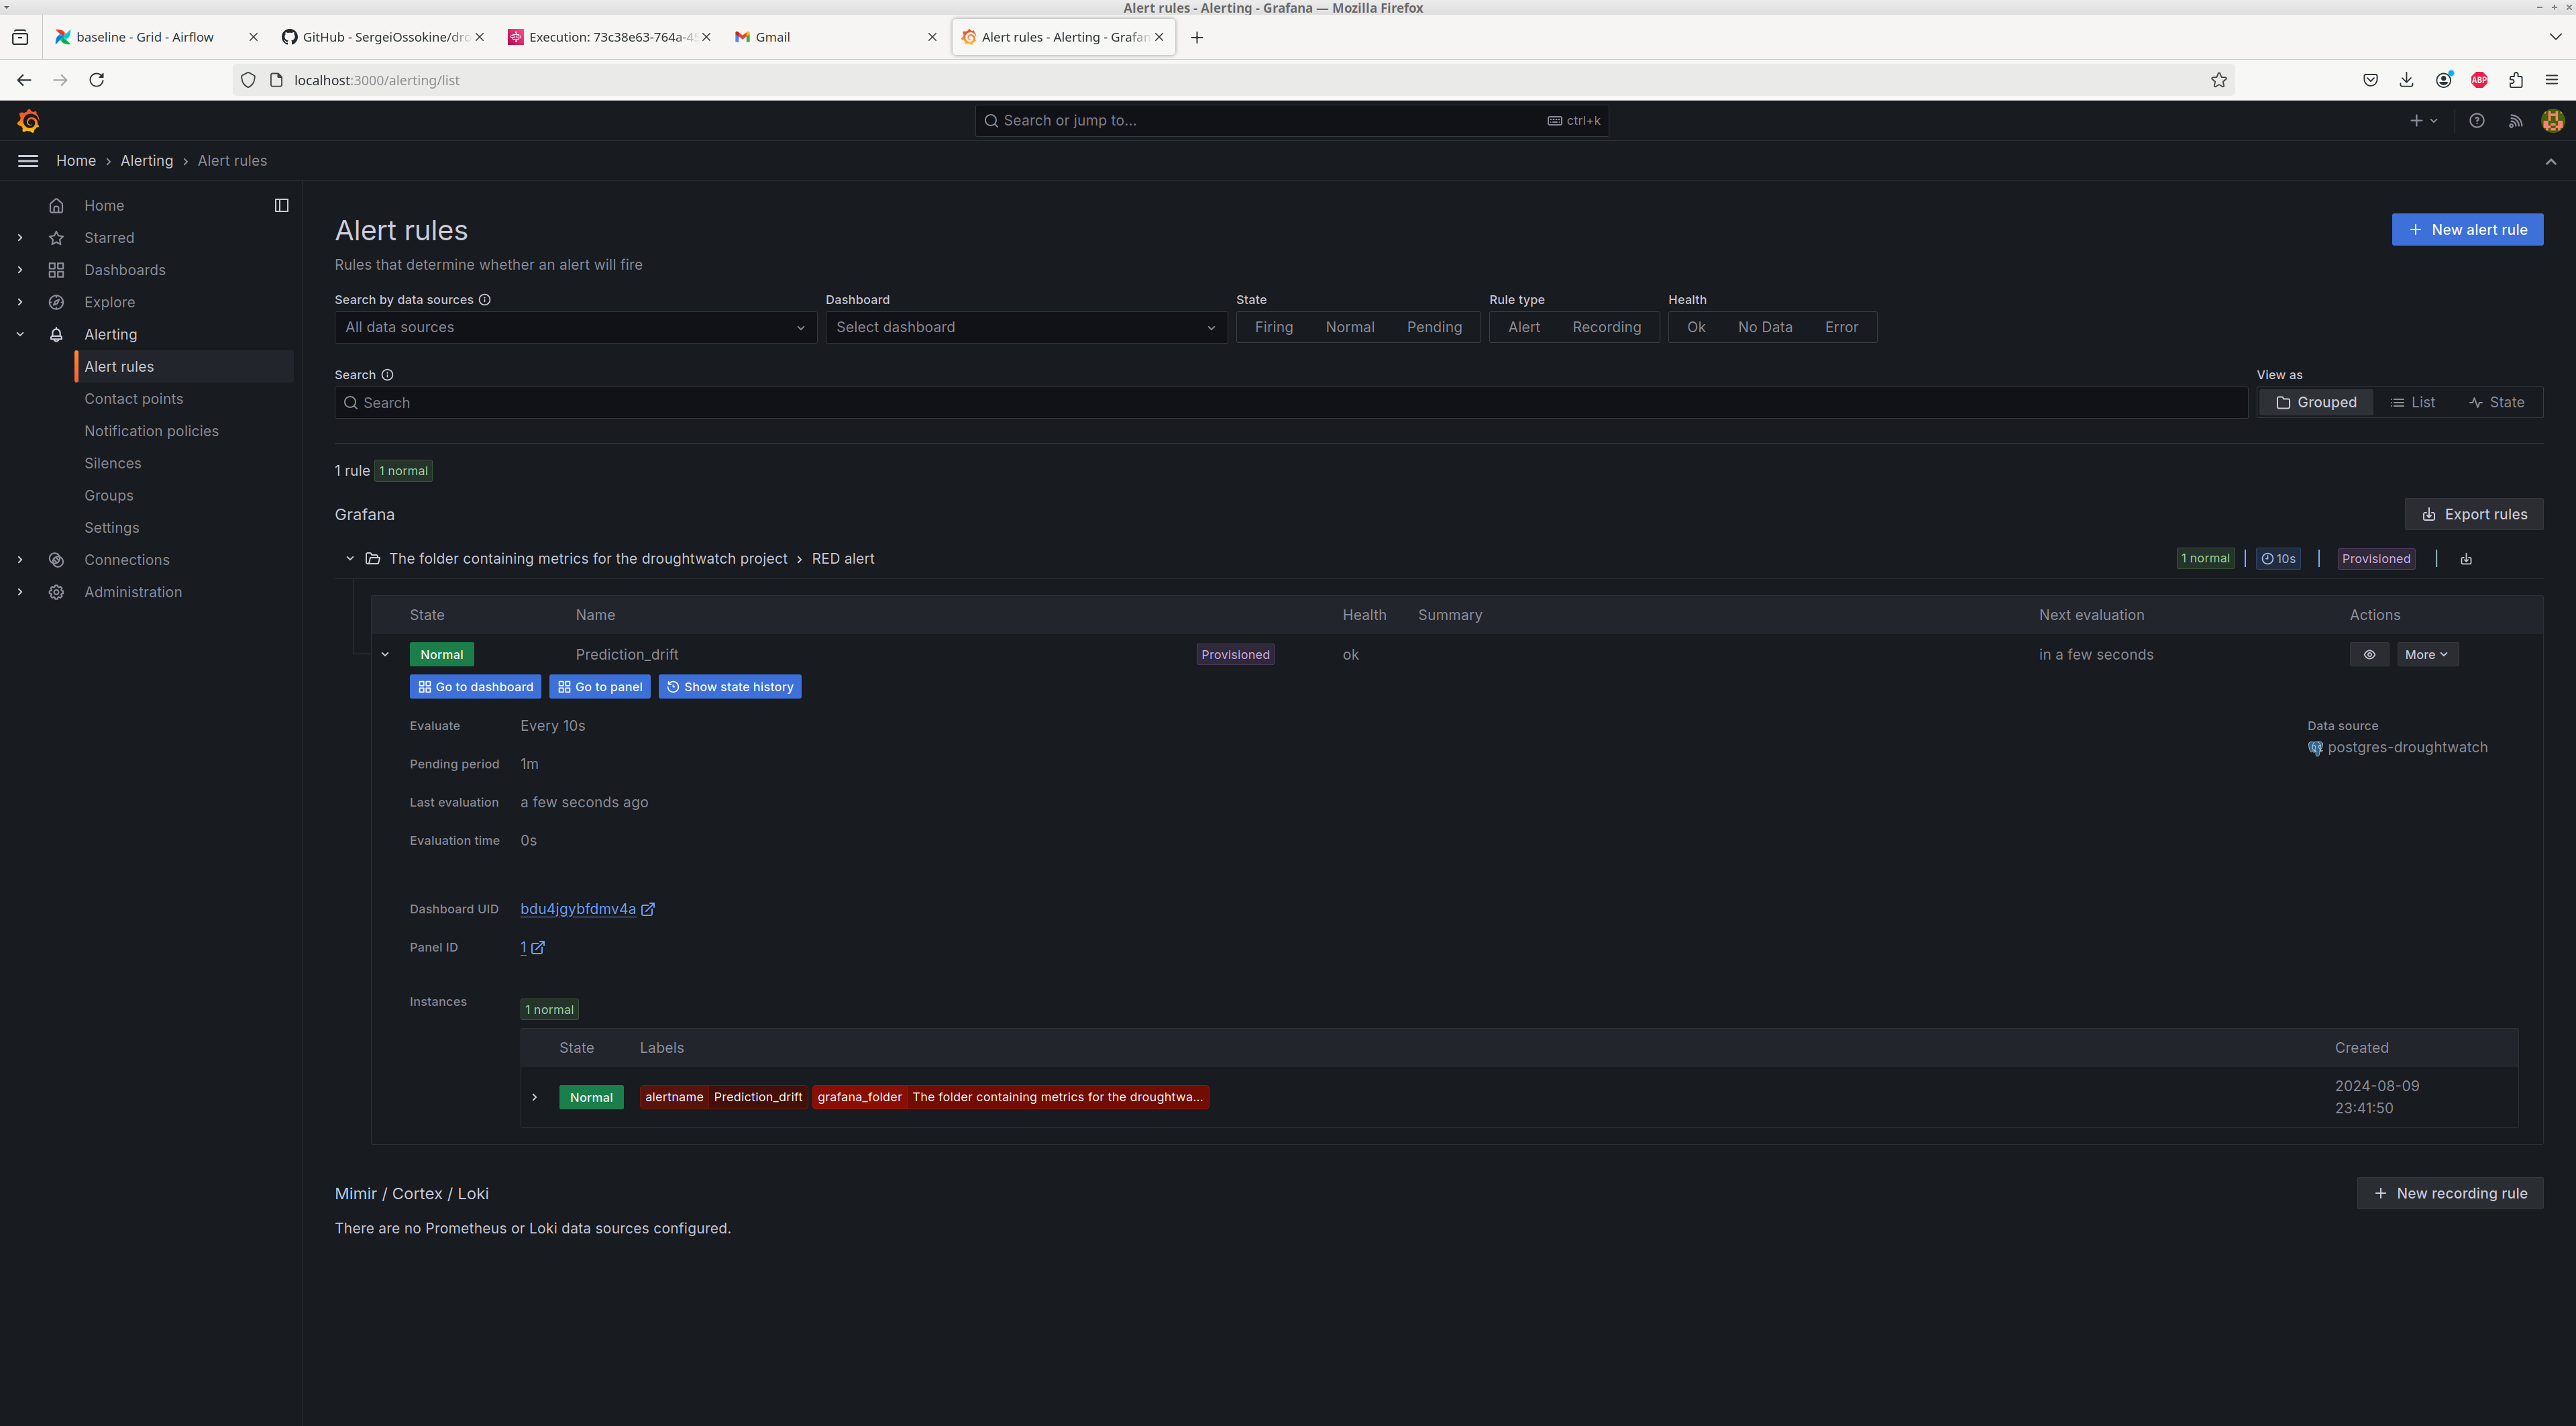 Alert rules - Alerting - Grafana — Mozilla Firefox
baseline - Grid - Airflow
GitHub - SergeiOssokine/dro
Execution: 73c38e63-764a-45
Gmail
Alert rules - Alerting - Grafan
localhost:3000/alerting/list
ABP
Search or jump to...
ctrl+k
Home › Alerting › Alert rules
Home
Starred
Dashboards
Explore
Alerting
Alert rules
Contact points
Notification policies
Silences
Groups
Settings
Connections
Administration
Alert rules
New alert rule
Rules that determine whether an alert will fire
Search by data sources
Dashboard
State
Rule type
Health
All data sources
Select dashboard
Firing Normal Pending
Alert Recording
Ok No Data Error
Search
View as
Search
Grouped List State
1 rule 1 normal
Grafana
Export rules
The folder containing metrics for the droughtwatch project › RED alert
1 normal | 10s | Provisioned |
State Name Health Summary Next evaluation Actions
Normal Prediction_drift Provisioned ok in a few seconds More
Go to dashboard Go to panel Show state history
Evaluate Every 10s
Data source
postgres-droughtwatch
Pending period 1m
Last evaluation a few seconds ago
Evaluation time 0s
Dashboard UID bdu4jgybfdmv4a
Panel ID 1
Instances 1 normal
State Labels Created
Normal alertname Prediction_drift grafana_folder The folder containing metrics for the droughtwa...
2024-08-09
23:41:50
Mimir / Cortex / Loki
New recording rule
There are no Prometheus or Loki data sources configured.